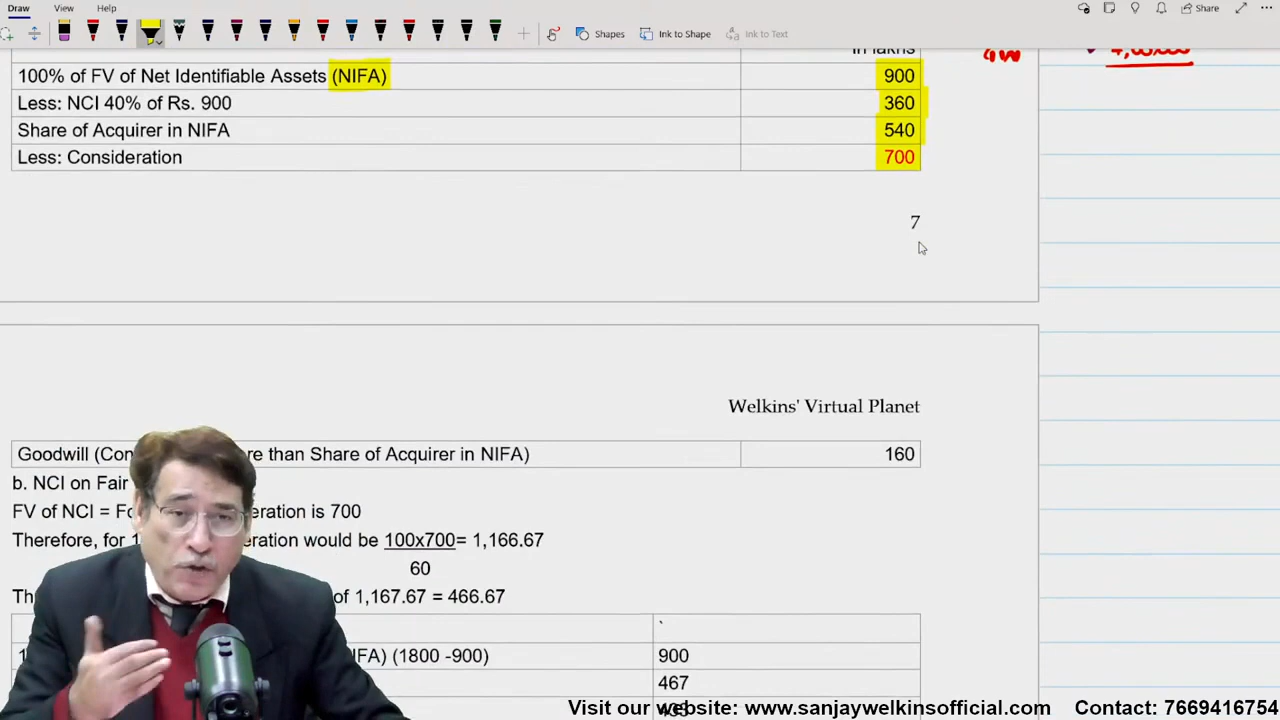 Draw View Help
Shapes Ink to Shape Ink to Text Share
in lakhs
100% of FV of Net Identifiable Assets (NIFA) 900
Less: NCI 40% of Rs. 900 360
Share of Acquirer in NIFA 540
Less: Consideration 700
7
Welkins' Virtual Planet
Goodwill (Con re than Share of Acquirer in NIFA) 160
b. NCI on Fair
FV of NCI = Fo eration is 700
Therefore, for 1 eration would be 100x700= 1,166.67
60
Th of 1,167.67 = 466.67
`
FA) (1800 -900) 900
467
Visit our website: www.sanjaywelkinsofficial.com Contact: 7669416754